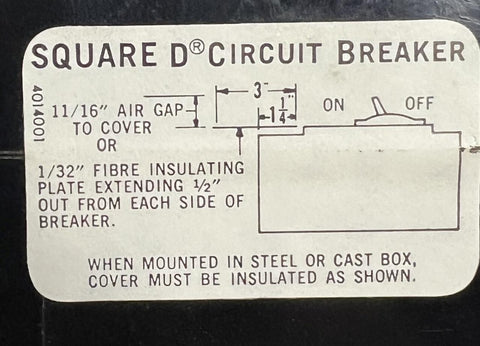 SQUARE D® CIRCUIT BREAKER
4014001
3"
11/16" AIR GAP
TO COVER
OR
1 1/4"
ON OFF
1/32" FIBRE INSULATING
PLATE EXTENDING ½"
OUT FROM EACH SIDE OF
BREAKER.
WHEN MOUNTED IN STEEL OR CAST BOX,
COVER MUST BE INSULATED AS SHOWN.